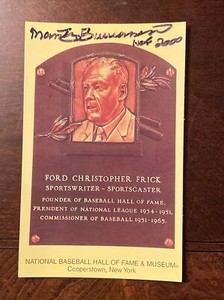 HOF 2000
FORD CHRISTOPHER FRICK
SPORTSWRITER - SPORTSCASTER
FOUNDER OF BASEBALL HALL OF FAME.
PRESIDENT OF NATIONAL LEAGUE 1934-1951.
COMMISSIONER OF BASEBALL 1951-1965.
NATIONAL BASEBALL HALL OF FAME & MUSEUM®
Cooperstown, New York